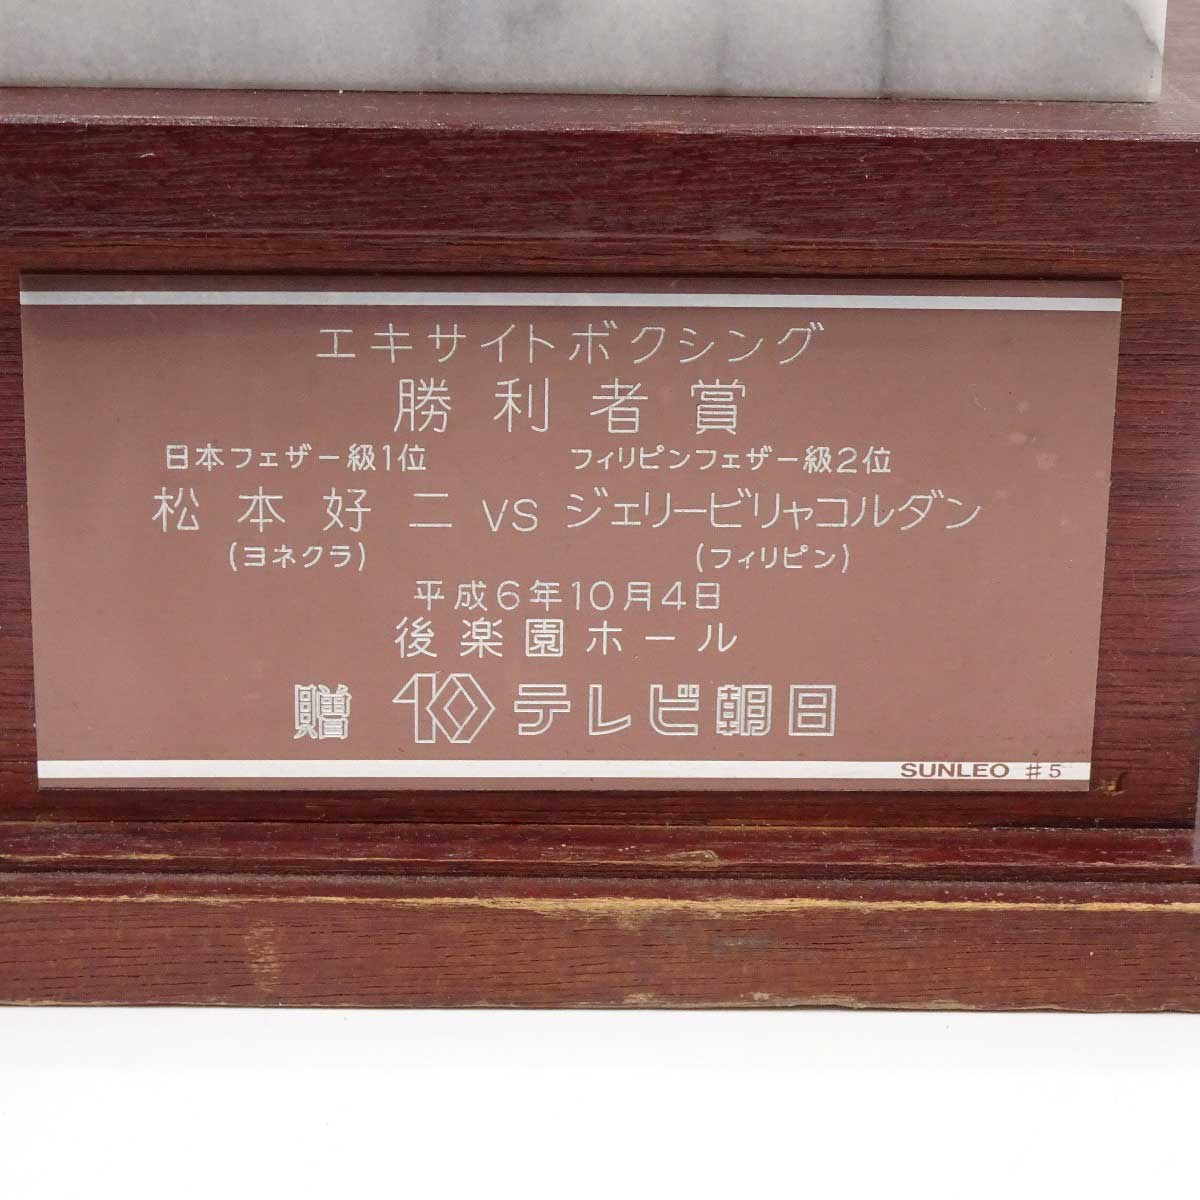 エキサイトボクシング
勝利者賞
日本フェザー級1位 フィリピンフェザー級2位
松本好二 VS ジェリービリャコルダン
(ヨネクラ) (フィリピン)
平成6年10月4日
後楽園ホール
贈 10 テレビ朝日
SUNLEO #5